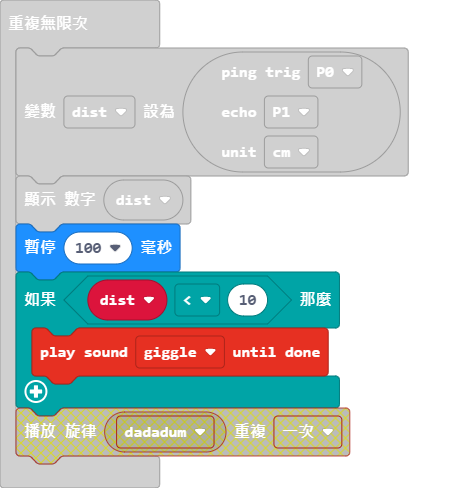 重複無限次
ping trig P0
變數 dist 設為 echo P1
unit cm
顯示 數字 dist
暫停 100 毫秒
如果 dist < 10 那麼
play sound giggle until done
播放 旋律 dadadum 重複 一次